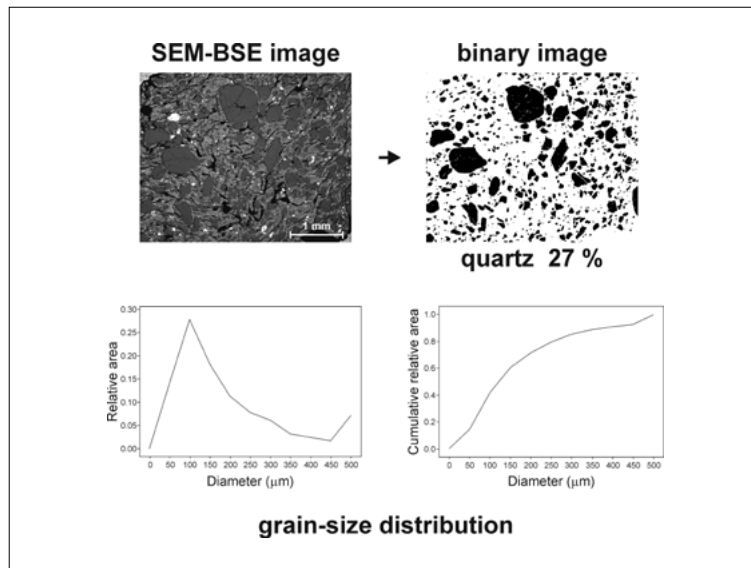 SEM-BSE image
binary image
1 mm
quartz 27 %
0.30
0.25
0.20
0.15
0.10
0.05
0.00
Relative area
0 50 100 150 200 250 300 350 400 450 500
Diameter (μm)
1.0
0.8
0.6
0.4
0.2
0.0
Cumulative relative area
0 50 100 150 200 250 300 350 400 450 500
Diameter (μm)
grain-size distribution